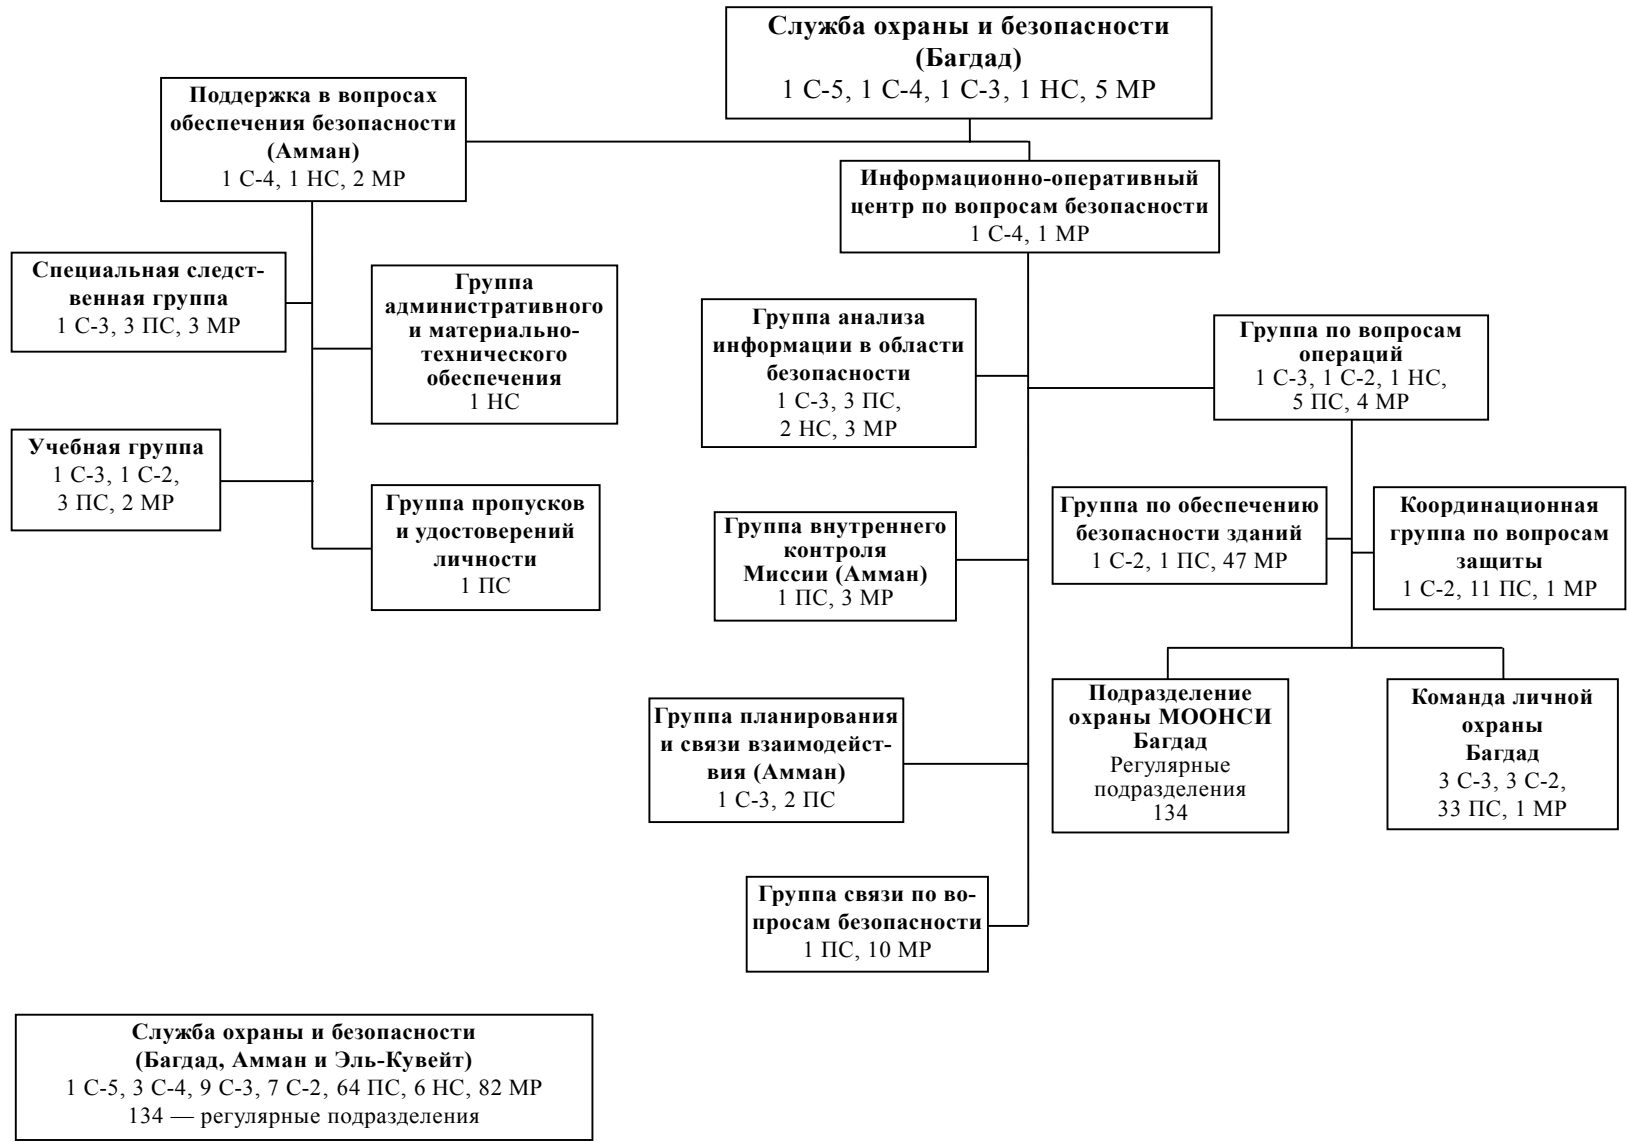 Служба охраны и безопасности
(Багдад)
1 С-5, 1 С-4, 1 С-3, 1 НС, 5 МР
Поддержка в вопросах
обеспечения безопасности
(Амман)
1 С-4, 1 НС, 2 МР
Информационно-оперативный
центр по вопросам безопасности
1 С-4, 1 МР
Специальная следст-
венная группа
1 С-3, 3 ПС, 3 МР
Группа
административного
и материально-
технического
обеспечения
1 НС
Учебная группа
1 С-3, 1 С-2,
3 ПС, 2 МР
Группа пропусков
и удостоверений
личности
1 ПС
Группа анализа
информации в области
безопасности
1 С-3, 3 ПС,
2 НС, 3 МР
Группа по вопросам
операций
1 С-3, 1 С-2, 1 НС,
5 ПС, 4 МР
Группа внутреннего
контроля
Миссии (Амман)
1 ПС, 3 МР
Группа по обеспечению
безопасности зданий
1 С-2, 1 ПС, 47 МР
Координационная
группа по вопросам
защиты
1 С-2, 11 ПС, 1 МР
Группа планирования
и связи взаимодейст-
вия (Амман)
1 С-3, 2 ПС
Подразделение
охраны МООНСИ
Багдад
Регулярные
подразделения
134
Команда личной
охраны
Багдад
3 С-3, 3 С-2,
33 ПС, 1 МР
Группа связи по во-
просам безопасности
1 ПС, 10 МР
Служба охраны и безопасности
(Багдад, Амман и Эль-Кувейт)
1 С-5, 3 С-4, 9 С-3, 7 С-2, 64 ПС, 6 НС, 82 МР
134 — регулярные подразделения